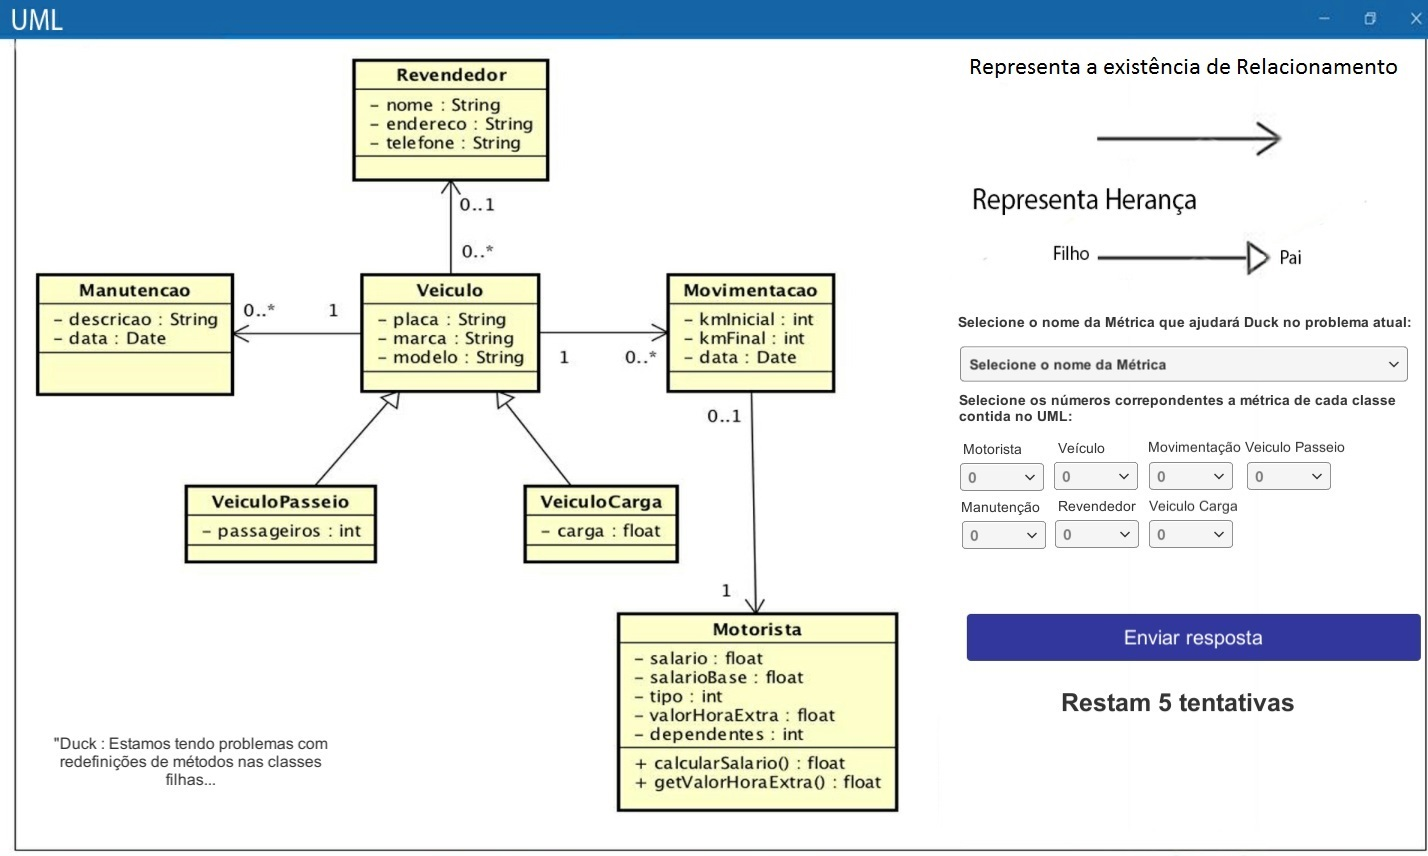 UML
Revendedor
- nome : String
- endereco : String
- telefone : String
0..1
0..*
Manutencao
- descricao : String
- data : Date
0..*
1
Veiculo
- placa : String
- marca : String
- modelo : String
1
0..*
Movimentacao
- kmInicial : int
- kmFinal : int
- data : Date
0..1
1
VeiculoPasseio
- passageiros : int
VeiculoCarga
- carga : float
Motorista
- salario : float
- salarioBase : float
- tipo : int
- valorHoraExtra : float
- dependentes : int
+ calcularSalario() : float
+ getValorHoraExtra() : float
"Duck : Estamos tendo problemas com
redefinições de métodos nas classes
filhas...
Representa a existência de Relacionamento
Representa Herança
Filho
Pai
Selecione o nome da Métrica que ajudará Duck no problema atual:
Selecione o nome da Métrica
Selecione os números correpondentes a métrica de cada classe
contida no UML:
Motorista Veículo Movimentação Veiculo Passeio
0 0 0 0
Manutenção Revendedor Veiculo Carga
0 0 0
Enviar resposta
Restam 5 tentativas